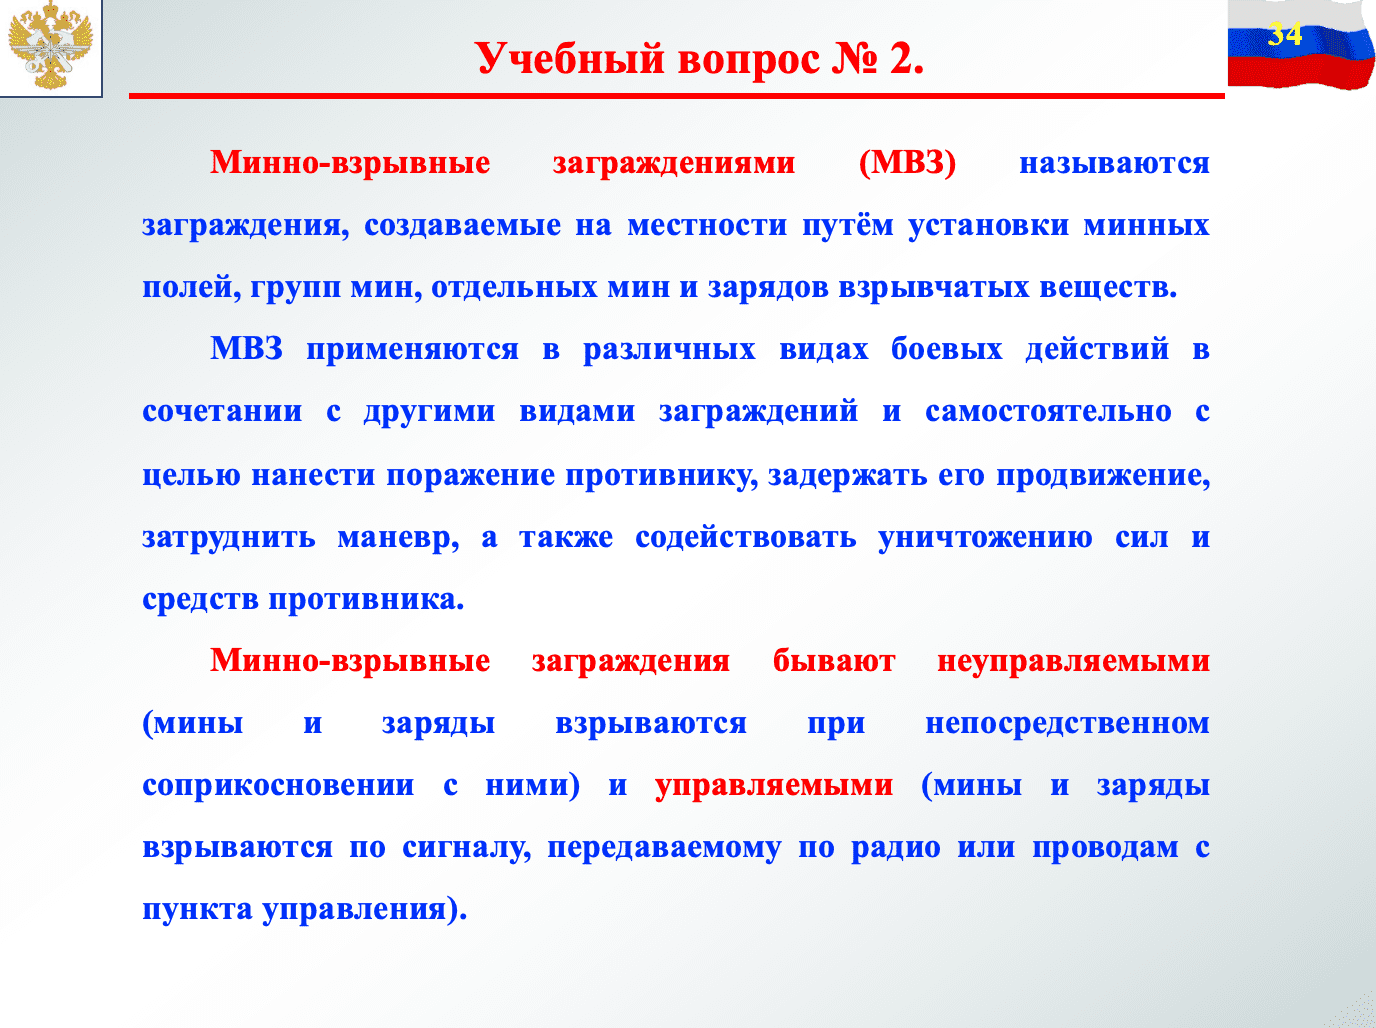 34
Учебный вопрос № 2.
Минно-взрывные заграждениями (МВЗ) называются
заграждения, создаваемые на местности путём установки минных
полей, групп мин, отдельных мин и зарядов взрывчатых веществ.
МВЗ применяются в различных видах боевых действий в
сочетании с другими видами заграждений и самостоятельно с
целью нанести поражение противнику, задержать его продвижение,
затруднить маневр, а также содействовать уничтожению сил и
средств противника.
Минно-взрывные заграждения бывают неуправляемыми
(мины и заряды взрываются при непосредственном
соприкосновении с ними) и управляемыми (мины и заряды
взрываются по сигналу, передаваемому по радио или проводам с
пункта управления).